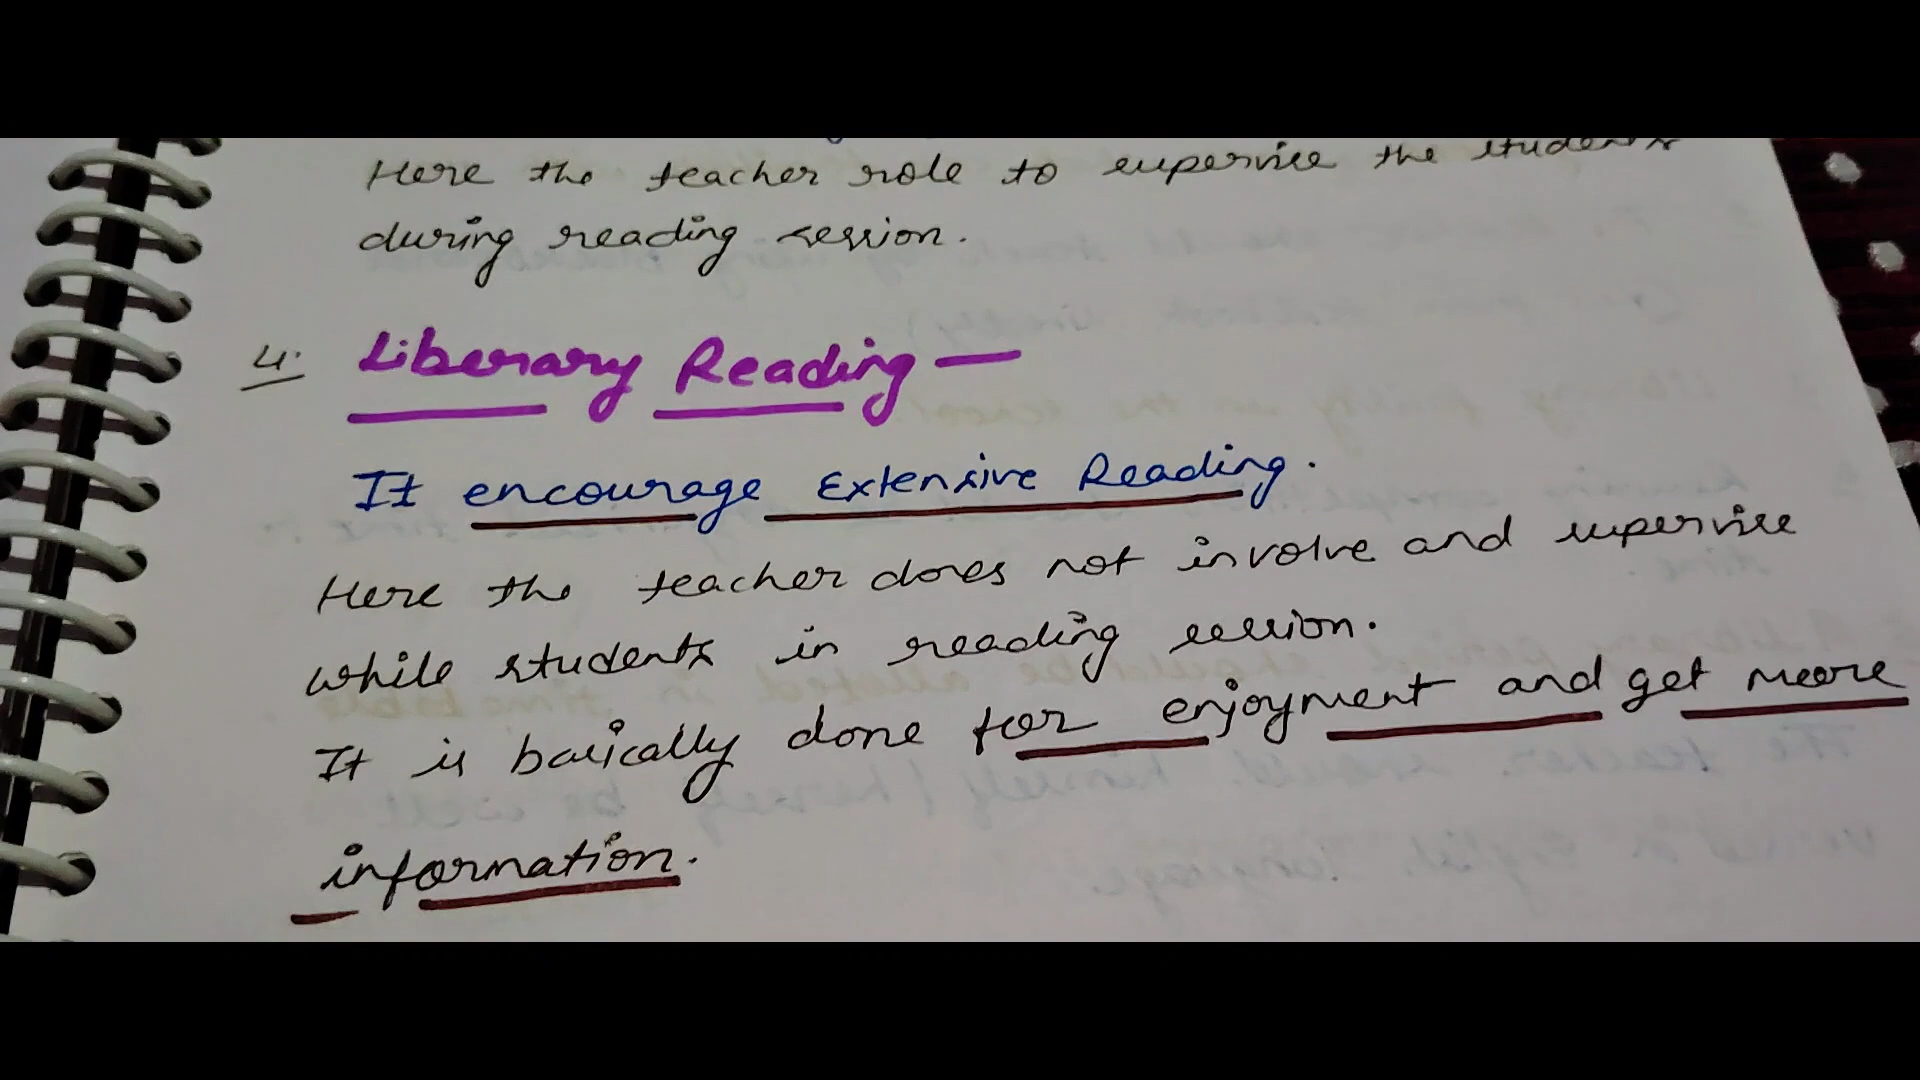 Here the teacher role to supervise the students
during reading session.
4. Liberary Reading —
It encourage Extensive Reading.
Here the teacher does not involve and supervise
while students in reading session.
It is basically done for enjoyment and get more
information.